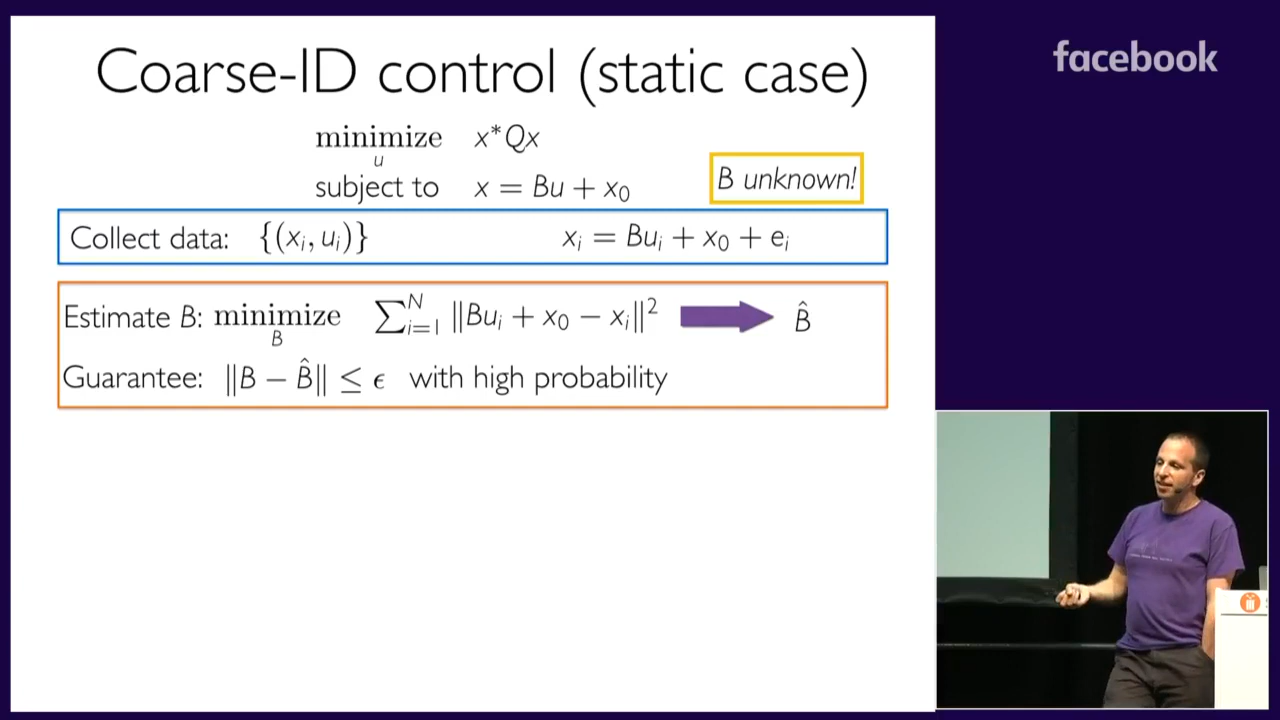 Coarse-ID control (static case)
facebook
minimize x*Qx
u
B unknown!
subject to x = Bu + x₀
Collect data: {(xᵢ, uᵢ)} xᵢ = Buᵢ + x₀ + eᵢ
Estimate B: minimize ∑ᵢ₌₁ᴺ ||Buᵢ + x₀ − xᵢ||² B̂
B
Guarantee: ||B − B̂|| ≤ ϵ with high probability